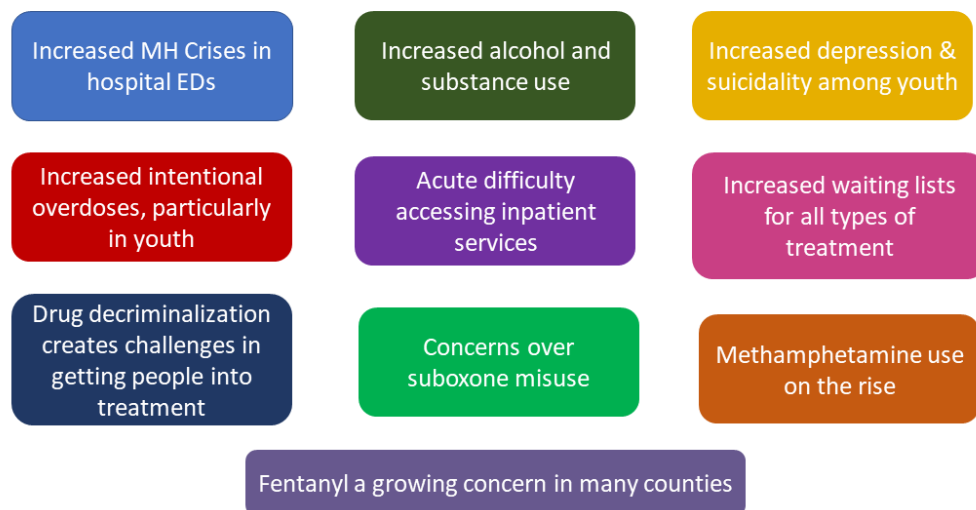 Increased MH Crises in
hospital EDs
Increased alcohol and
substance use
Increased depression &
suicidality among youth
Increased intentional
overdoses, particularly
in youth
Acute difficulty
accessing inpatient
services
Increased waiting lists
for all types of
treatment
Drug decriminalization
creates challenges in
getting people into
treatment
Concerns over
suboxone misuse
Methamphetamine use
on the rise
Fentanyl a growing concern in many counties